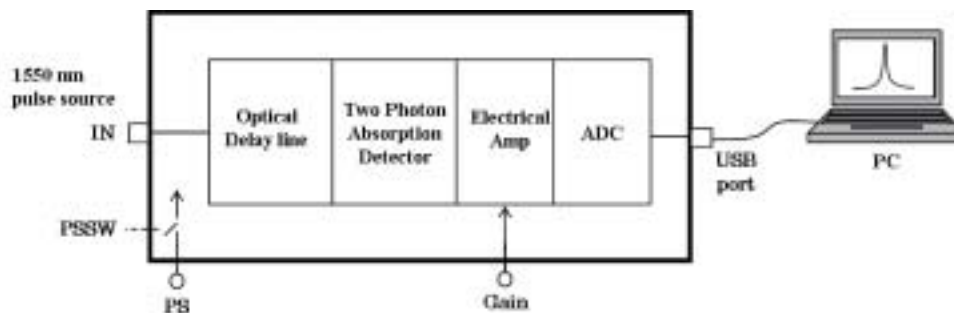 1550 nm
pulse source
IN
Optical
Delay line
Two Photon
Absorption
Detector
Electrical
Amp
ADC
USB
port
PC
PSSW
PS
Gain